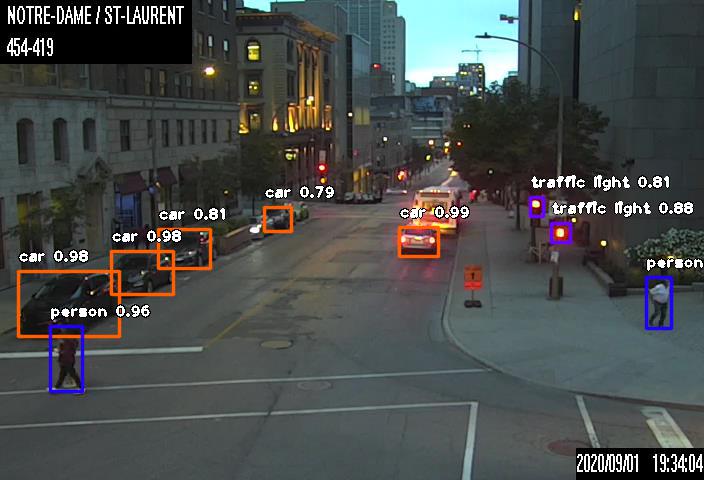 NOTRE-DAME / ST-LAURENT
454-419
traffic light 0.81
car 0.79
traffic light 0.88
car 0.81
car 0.99
car 0.98
car 0.98
person
person 0.96
2020/09/01 19:34:04